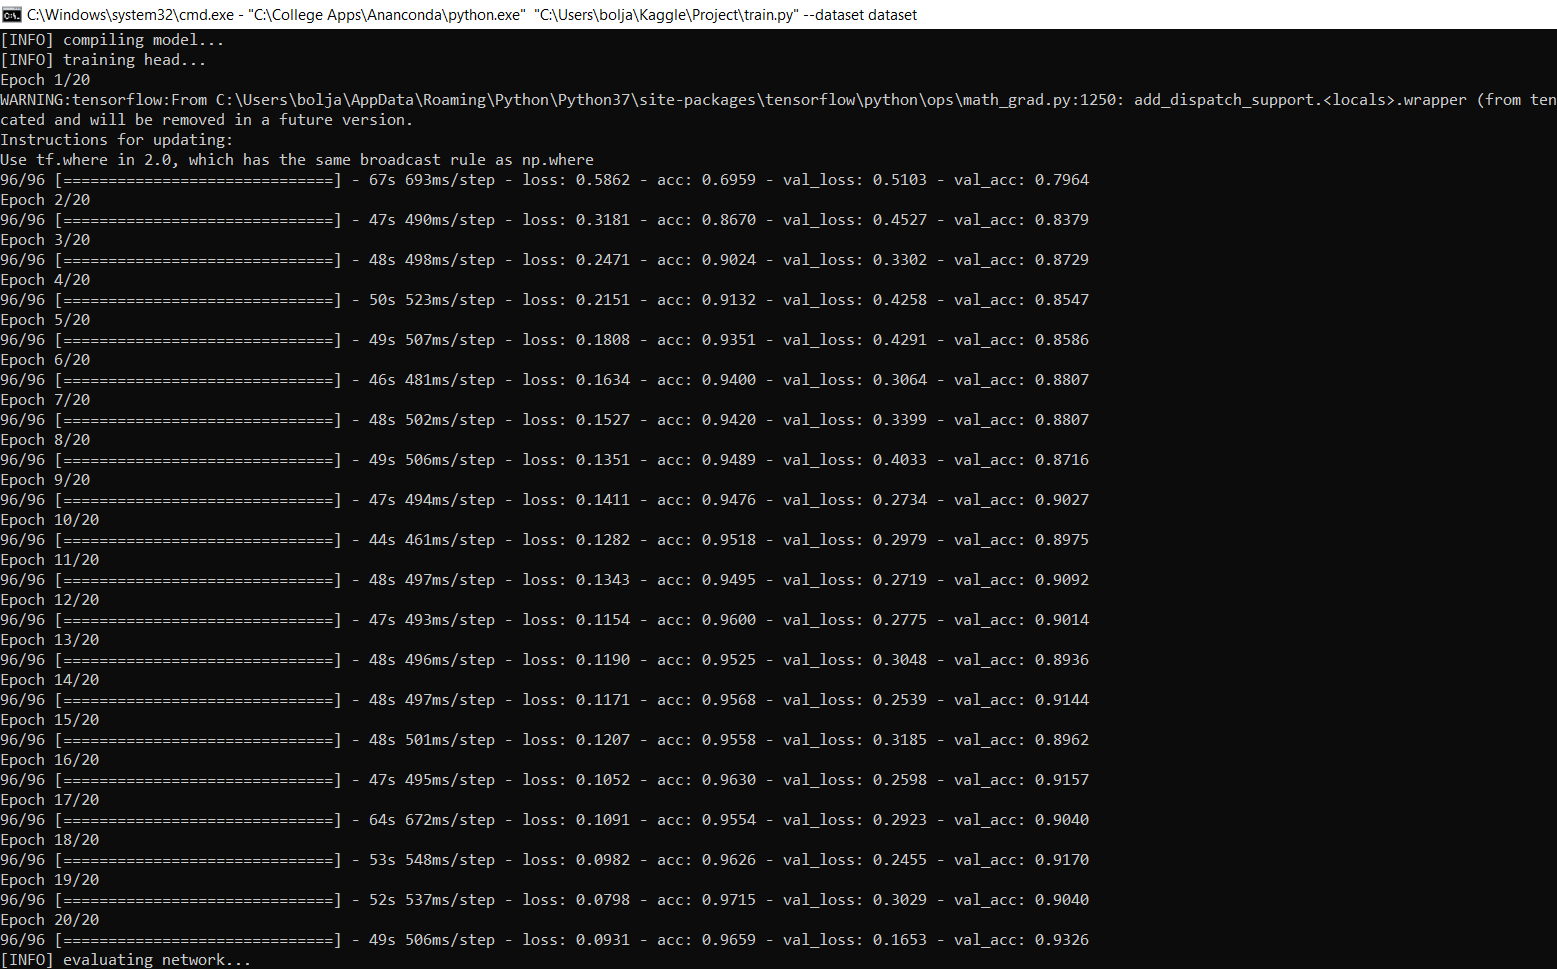 C:\Windows\system32\cmd.exe - "C:\College Apps\Ananconda\python.exe" "C:\Users\bolja\Kaggle\Project\train.py" --dataset dataset
[INFO] compiling model...
[INFO] training head...
Epoch 1/20
WARNING:tensorflow:From C:\Users\bolja\AppData\Roaming\Python\Python37\site-packages\tensorflow\python\ops\math_grad.py:1250: add_dispatch_support.<locals>.wrapper (from ten
cated and will be removed in a future version.
Instructions for updating:
Use tf.where in 2.0, which has the same broadcast rule as np.where
96/96 [==============================] - 67s 693ms/step - loss: 0.5862 - acc: 0.6959 - val_loss: 0.5103 - val_acc: 0.7964
Epoch 2/20
96/96 [==============================] - 47s 490ms/step - loss: 0.3181 - acc: 0.8670 - val_loss: 0.4527 - val_acc: 0.8379
Epoch 3/20
96/96 [==============================] - 48s 498ms/step - loss: 0.2471 - acc: 0.9024 - val_loss: 0.3302 - val_acc: 0.8729
Epoch 4/20
96/96 [==============================] - 50s 523ms/step - loss: 0.2151 - acc: 0.9132 - val_loss: 0.4258 - val_acc: 0.8547
Epoch 5/20
96/96 [==============================] - 49s 507ms/step - loss: 0.1808 - acc: 0.9351 - val_loss: 0.4291 - val_acc: 0.8586
Epoch 6/20
96/96 [==============================] - 46s 481ms/step - loss: 0.1634 - acc: 0.9400 - val_loss: 0.3064 - val_acc: 0.8807
Epoch 7/20
96/96 [==============================] - 48s 502ms/step - loss: 0.1527 - acc: 0.9420 - val_loss: 0.3399 - val_acc: 0.8807
Epoch 8/20
96/96 [==============================] - 49s 506ms/step - loss: 0.1351 - acc: 0.9489 - val_loss: 0.4033 - val_acc: 0.8716
Epoch 9/20
96/96 [==============================] - 47s 494ms/step - loss: 0.1411 - acc: 0.9476 - val_loss: 0.2734 - val_acc: 0.9027
Epoch 10/20
96/96 [==============================] - 44s 461ms/step - loss: 0.1282 - acc: 0.9518 - val_loss: 0.2979 - val_acc: 0.8975
Epoch 11/20
96/96 [==============================] - 48s 497ms/step - loss: 0.1343 - acc: 0.9495 - val_loss: 0.2719 - val_acc: 0.9092
Epoch 12/20
96/96 [==============================] - 47s 493ms/step - loss: 0.1154 - acc: 0.9600 - val_loss: 0.2775 - val_acc: 0.9014
Epoch 13/20
96/96 [==============================] - 48s 496ms/step - loss: 0.1190 - acc: 0.9525 - val_loss: 0.3048 - val_acc: 0.8936
Epoch 14/20
96/96 [==============================] - 48s 497ms/step - loss: 0.1171 - acc: 0.9568 - val_loss: 0.2539 - val_acc: 0.9144
Epoch 15/20
96/96 [==============================] - 48s 501ms/step - loss: 0.1207 - acc: 0.9558 - val_loss: 0.3185 - val_acc: 0.8962
Epoch 16/20
96/96 [==============================] - 47s 495ms/step - loss: 0.1052 - acc: 0.9630 - val_loss: 0.2598 - val_acc: 0.9157
Epoch 17/20
96/96 [==============================] - 64s 672ms/step - loss: 0.1091 - acc: 0.9554 - val_loss: 0.2923 - val_acc: 0.9040
Epoch 18/20
96/96 [==============================] - 53s 548ms/step - loss: 0.0982 - acc: 0.9626 - val_loss: 0.2455 - val_acc: 0.9170
Epoch 19/20
96/96 [==============================] - 52s 537ms/step - loss: 0.0798 - acc: 0.9715 - val_loss: 0.3029 - val_acc: 0.9040
Epoch 20/20
96/96 [==============================] - 49s 506ms/step - loss: 0.0931 - acc: 0.9659 - val_loss: 0.1653 - val_acc: 0.9326
[INFO] evaluating network...